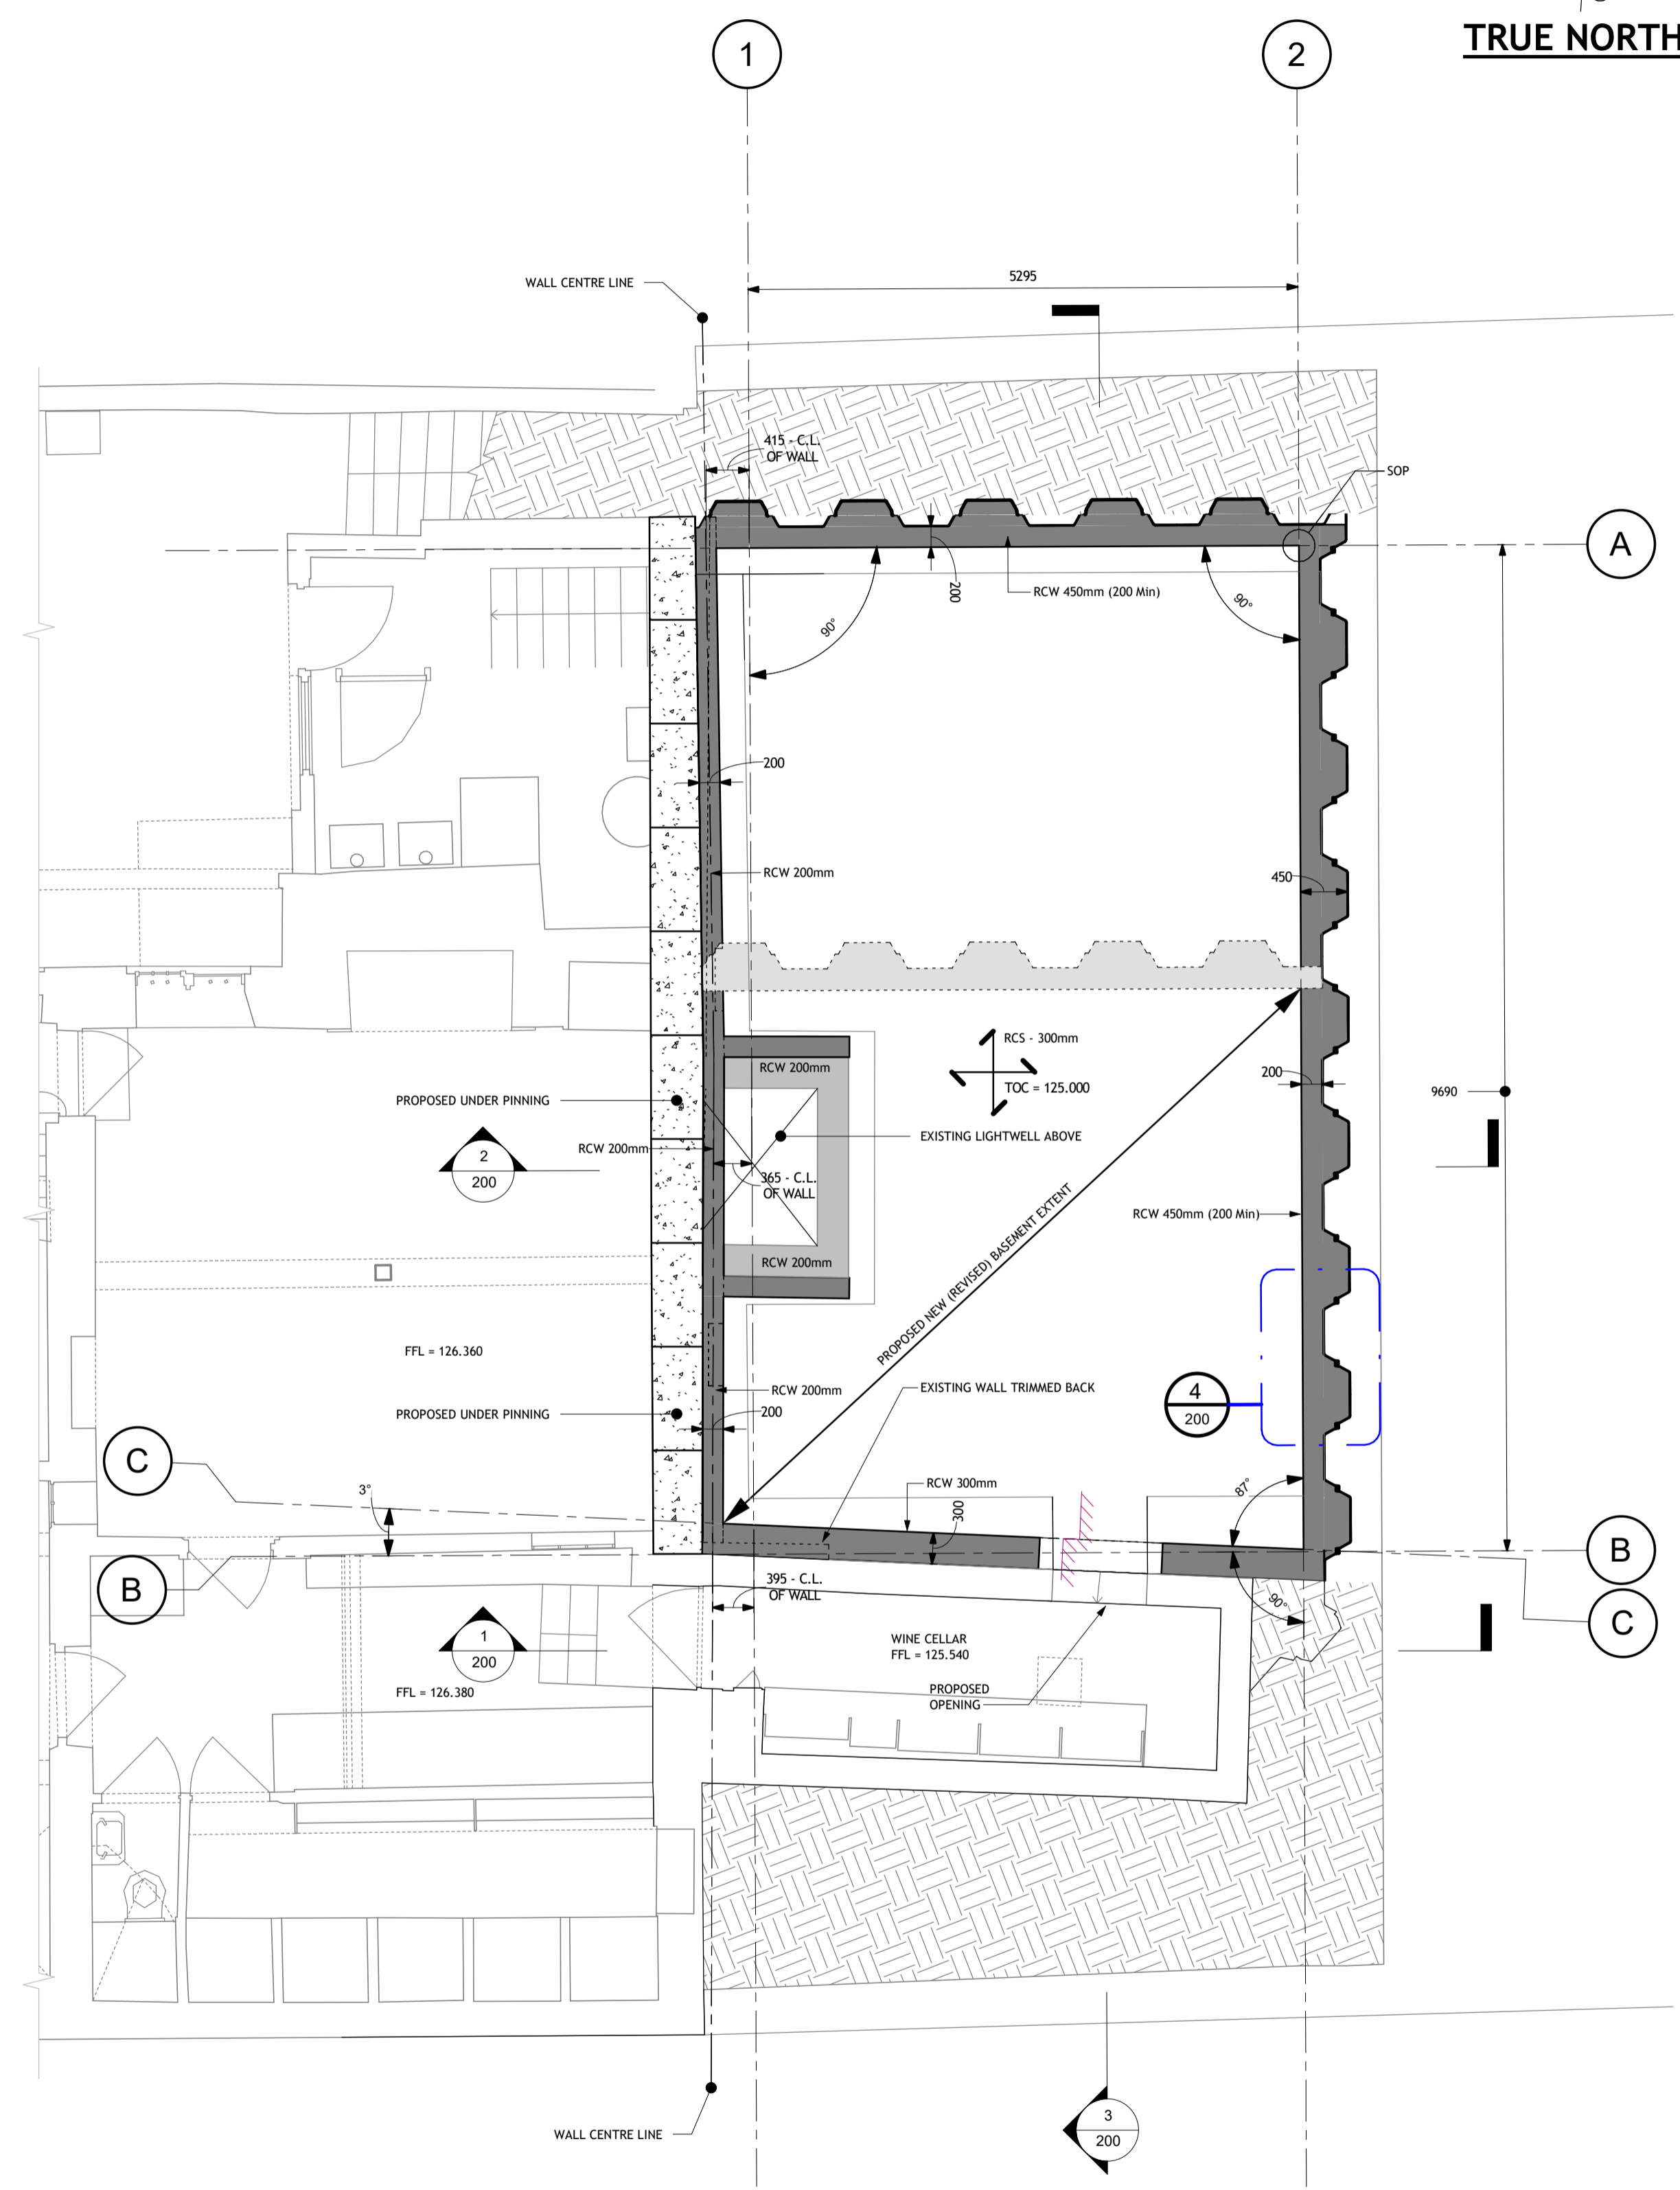 TRUE NORTH
1
2
5295
WALL CENTRE LINE
415 - C.L.
OF WALL
SOP
A
200
RCW 450mm (200 Min)
90°
90°
200
RCW 200mm
450
RCS - 300mm
TOC = 125.000
RCW 200mm
200
9690
PROPOSED UNDER PINNING
EXISTING LIGHTWELL ABOVE
2
200
RCW 200mm
365 - C.L.
OF WALL
PROPOSED NEW (REVISED) BASEMENT EXTENT
RCW 450mm (200 Min)
RCW 200mm
FFL = 126.360
RCW 200mm
EXISTING WALL TRIMMED BACK
4
200
PROPOSED UNDER PINNING
200
C
3°
RCW 300mm
300
87°
B
B
395 - C.L.
OF WALL
90°
C
1
200
WINE CELLAR
FFL = 125.540
FFL = 126.380
PROPOSED
OPENING
3
200
WALL CENTRE LINE